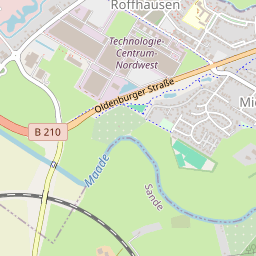 Roffhausen
Technologie-
Centrum-
Nordwest
Oldenburger Straße
B 210
Maade
Sande